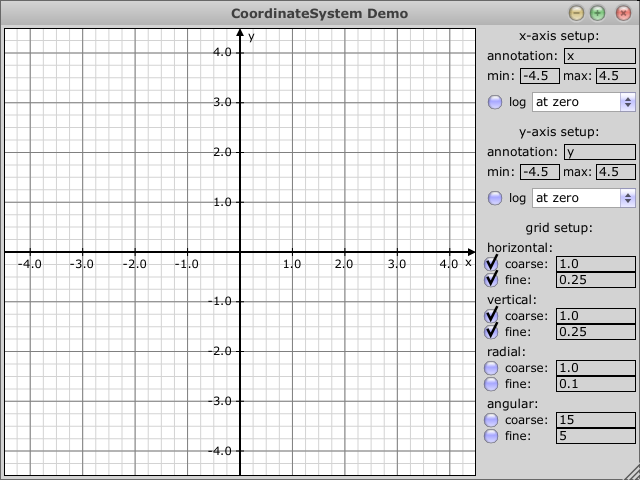 CoordinateSystem Demo
y
4.0
3.0
2.0
1.0
-4.0 -3.0 -2.0 -1.0 1.0 2.0 3.0 4.0 x
-1.0
-2.0
-3.0
-4.0
x-axis setup:
annotation: x
min: -4.5 max: 4.5
log at zero
y-axis setup:
annotation: y
min: -4.5 max: 4.5
log at zero
grid setup:
horizontal:
coarse: 1.0
fine: 0.25
vertical:
coarse: 1.0
fine: 0.25
radial:
coarse: 1.0
fine: 0.1
angular:
coarse: 15
fine: 5